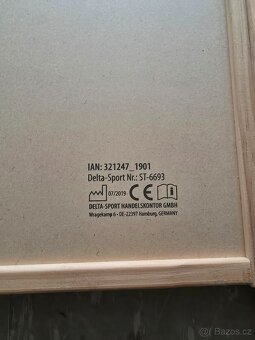 IAN: 321247_1901
Delta-Sport Nr.: ST-6693
07/2019 CE
DELTA-SPORT HANDELSKONTOR GMBH
Wragekamp 6 • DE-22397 Hamburg, GERMANY
Bazos.cz